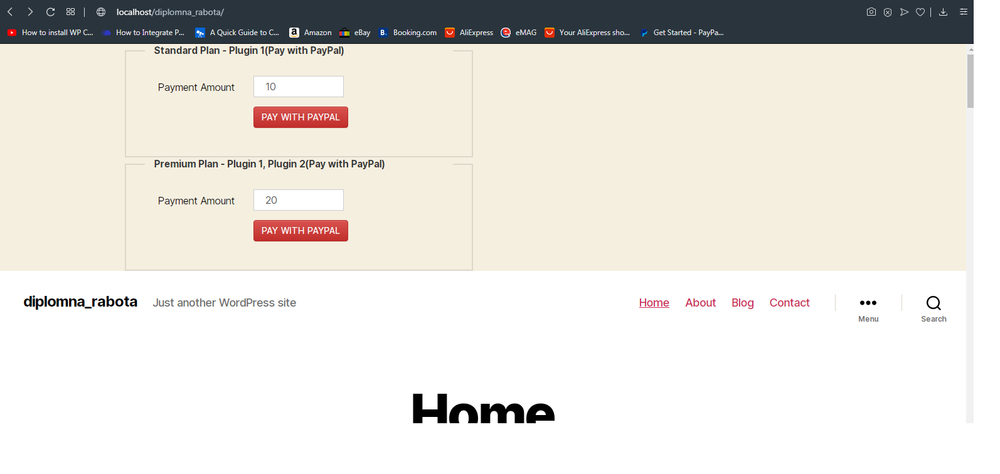 localhost/diplomna_rabota/
How to install WP C... How to Integrate P... A Quick Guide to C... Amazon eBay Booking.com AliExpress eMAG Your AliExpress sho... Get Started - PayPa...
Standard Plan - Plugin 1(Pay with PayPal)
Payment Amount 10
PAY WITH PAYPAL
Premium Plan - Plugin 1, Plugin 2(Pay with PayPal)
Payment Amount 20
PAY WITH PAYPAL
diplomna_rabota Just another WordPress site Home About Blog Contact
Menu Search
Home